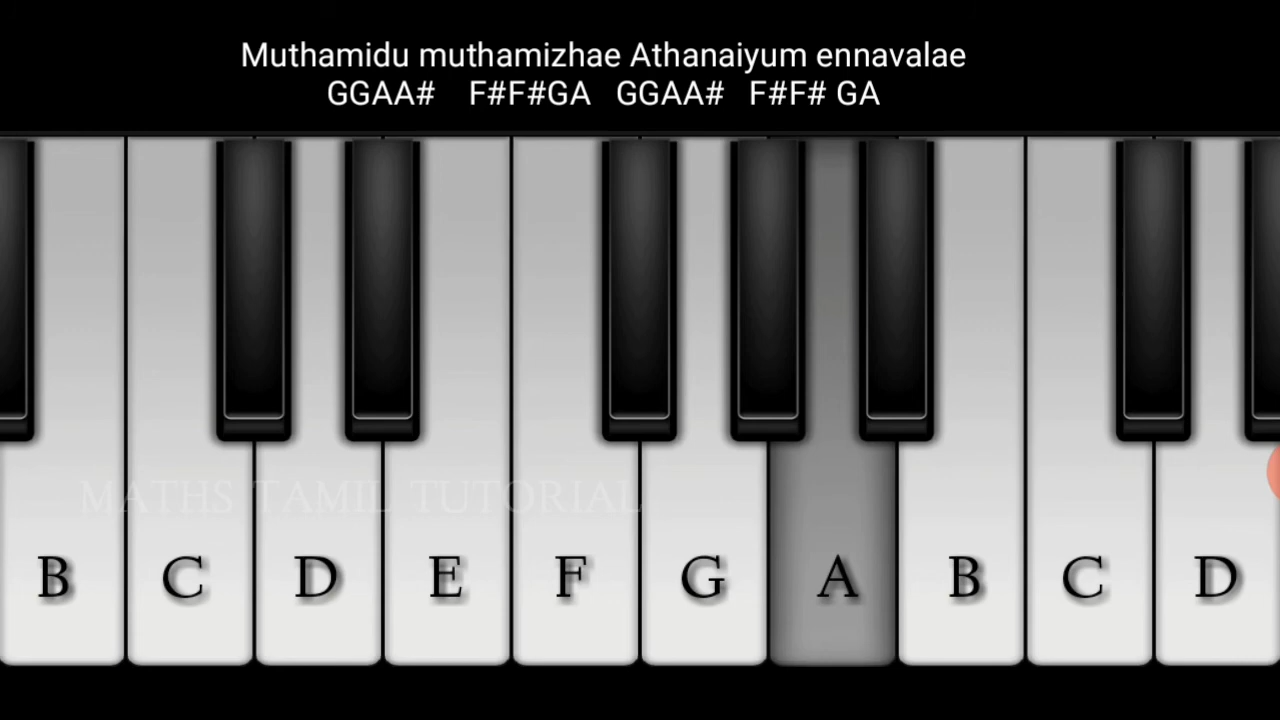 Muthamidu muthamizhae Athanaiyum ennavalae
GGAA# F#F#GA GGAA# F#F# GA
MATHS TAMIL TUTORIAL
B C D E F G A B C D